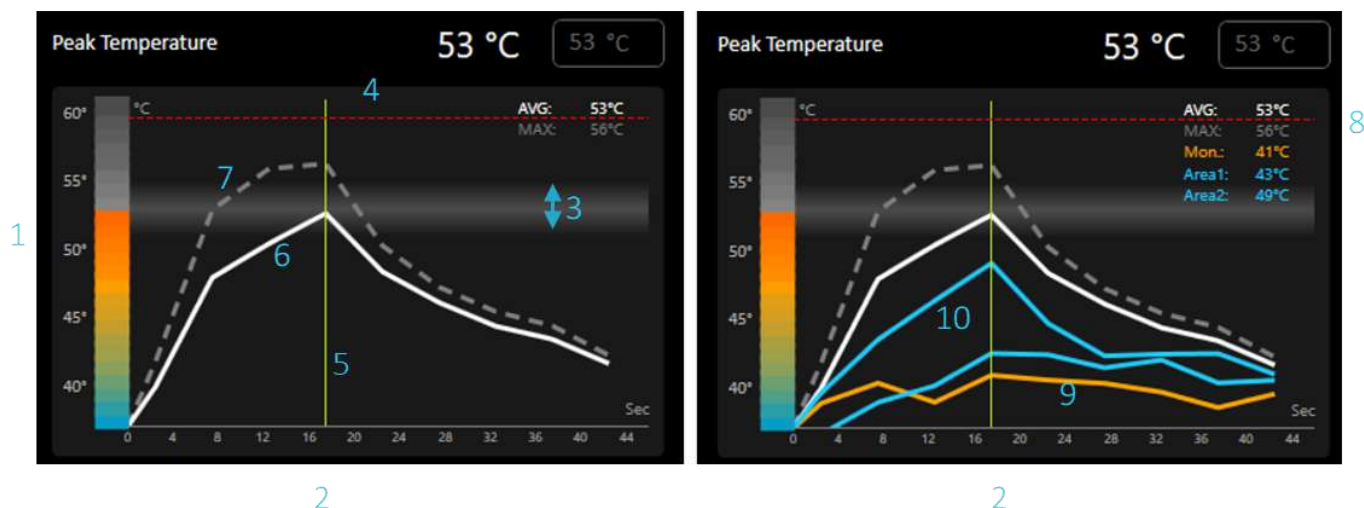 Peak Temperature 53 °C 53 °C
60° °C 4 AVG: 53°C
MAX: 56°C
55° 7
3
1
50° 6
45°
5
40°
Sec
0 4 8 12 16 20 24 28 32 36 40 44
2
Peak Temperature 53 °C 53 °C
60° °C AVG: 53°C 8
MAX: 56°C
Mon.: 41°C
55° Area1: 43°C
Area2: 49°C
50°
45° 10
40° 9
Sec
0 4 8 12 16 20 24 28 32 36 40 44
2